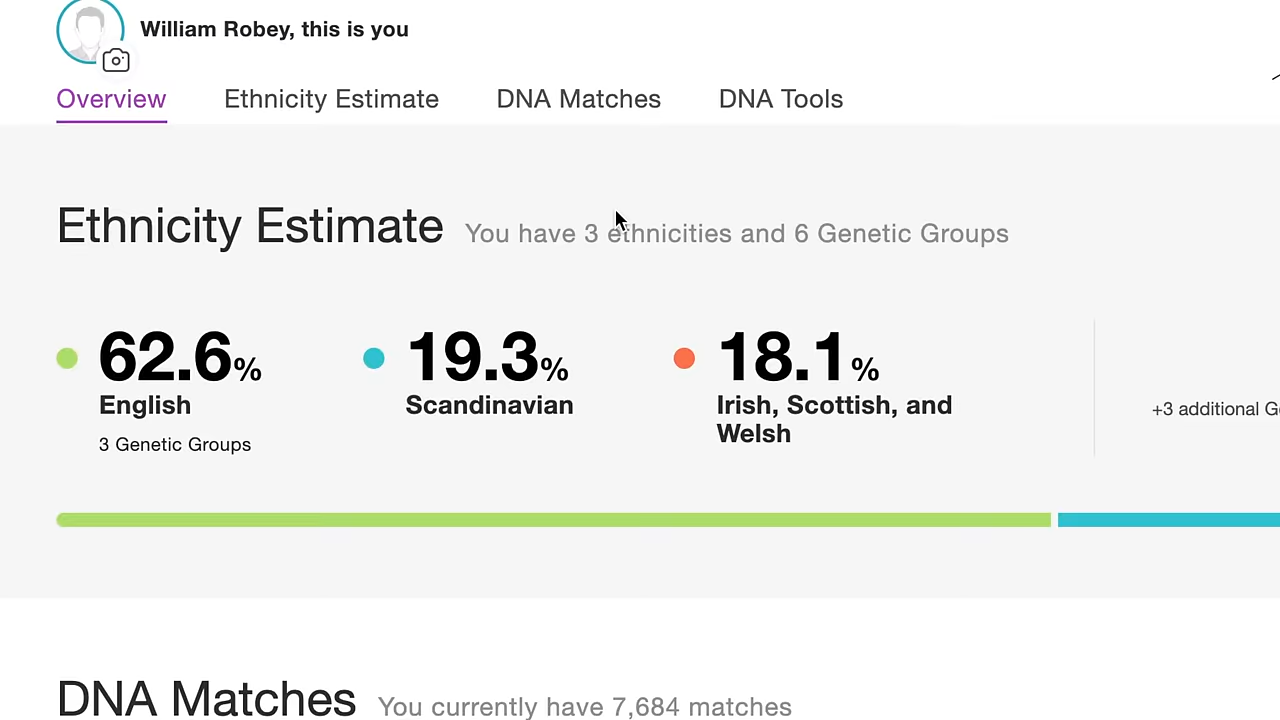 William Robey, this is you
Overview Ethnicity Estimate DNA Matches DNA Tools
Ethnicity Estimate You have 3 ethnicities and 6 Genetic Groups
62.6% 19.3% 18.1%
English Scandinavian Irish, Scottish, and
Welsh
+3 additional
3 Genetic Groups
DNA Matches You currently have 7,684 matches